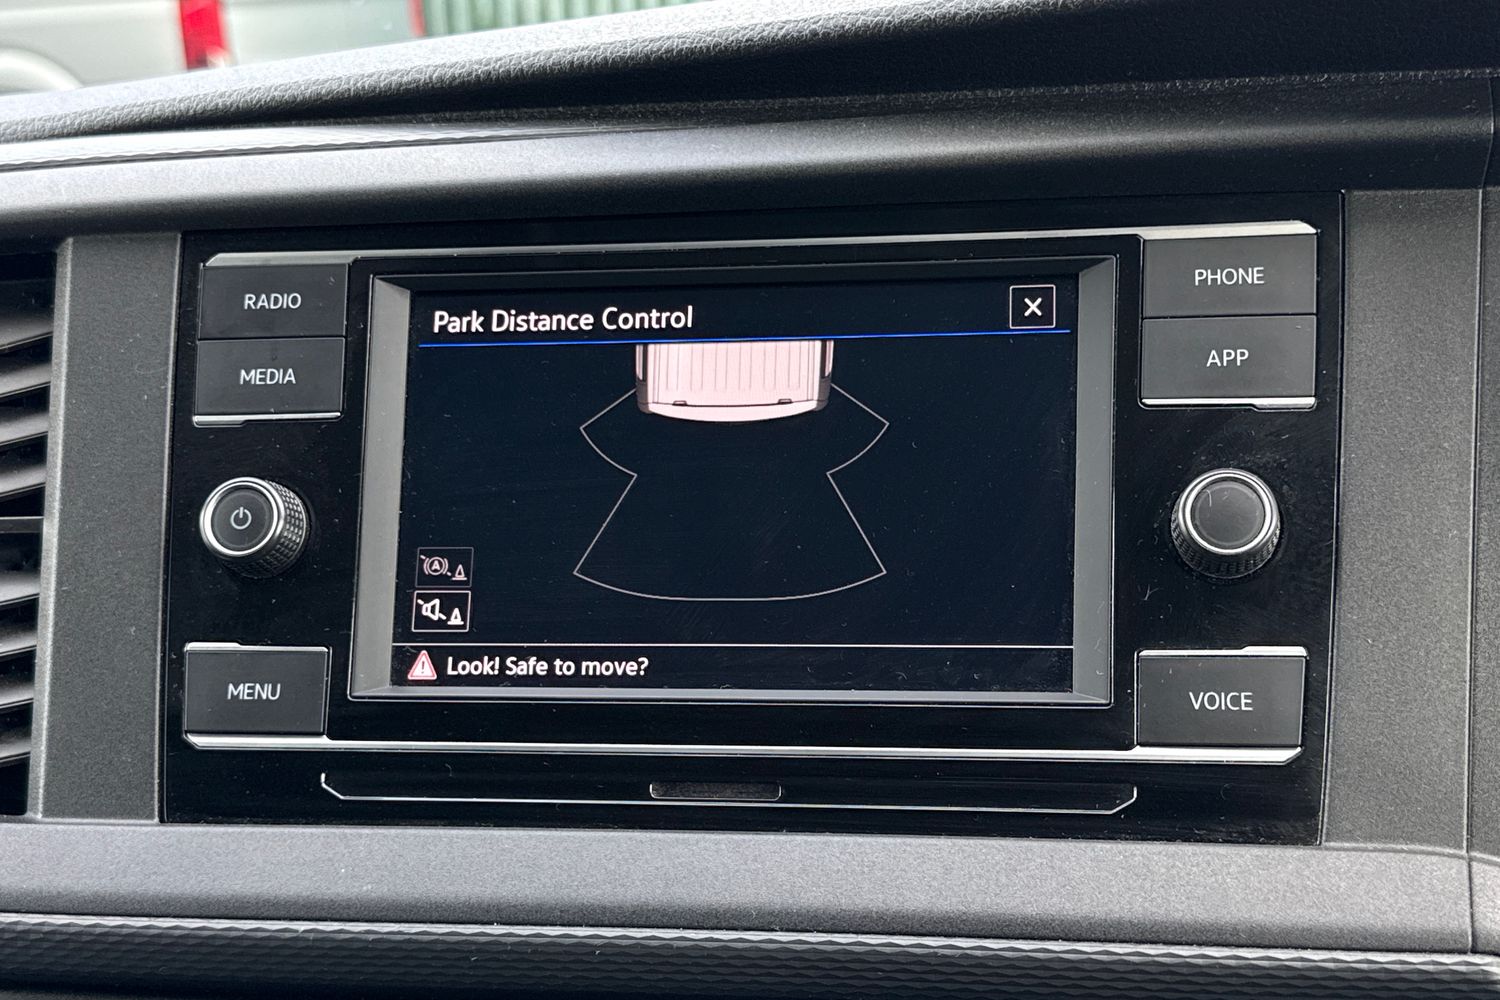 RADIO
MEDIA
MENU
Park Distance Control
X
A
Look! Safe to move?
PHONE
APP
VOICE